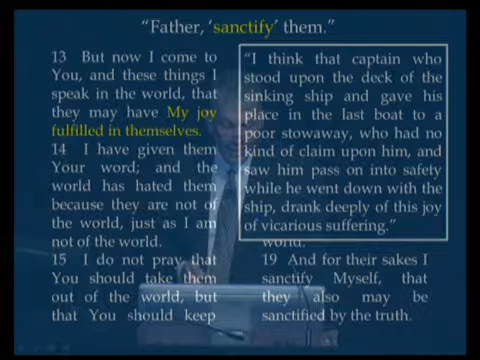 “Father, ‘sanctify’ them.”
13 But now I come to
You, and these things I
speak in the world, that
they may have My joy
fulfilled in themselves.
14 I have given them
Your word; and the
world has hated them
because they are not of
the world, just as I am
not of the world.
15 I do not pray that
You should take them
out of the world, but
that You should keep
“I think that captain who
stood upon the deck of the
sinking ship and gave his
place in the last boat to a
poor stowaway, who had no
kind of claim upon him, and
saw him pass on into safety
while he went down with the
ship, drank deeply of this joy
of vicarious suffering.”
world.
19 And for their sakes I
sanctify Myself, that
they also may be
sanctified by the truth.